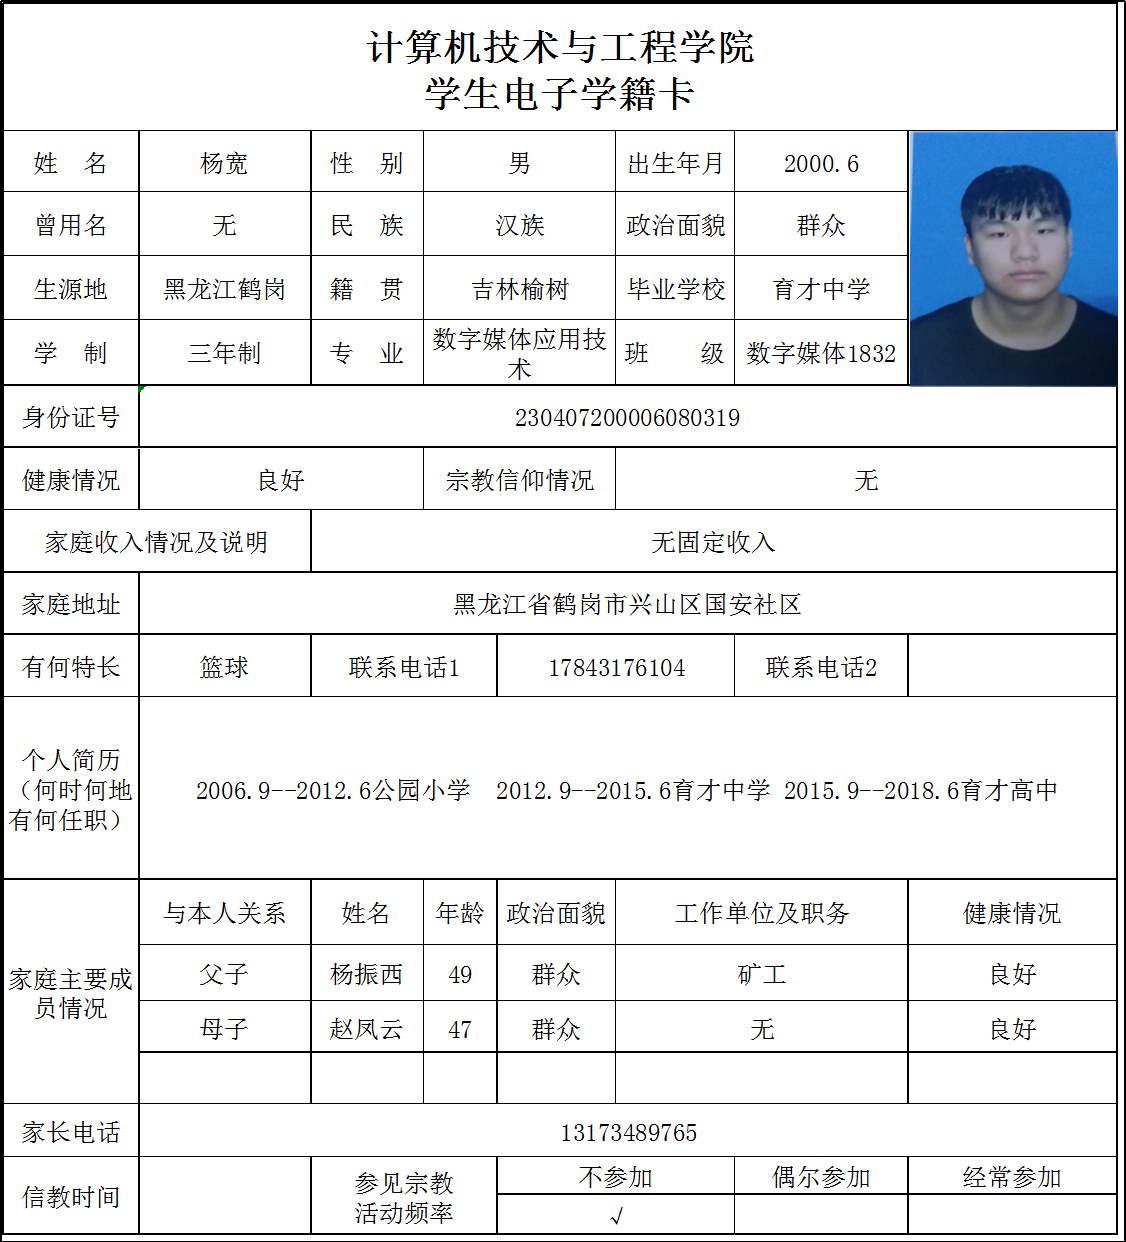 计算机技术与工程学院
学生电子学籍卡
姓 名 杨宽 性 别 男 出生年月 2000.6
曾用名 无 民 族 汉族 政治面貌 群众
生源地 黑龙江鹤岗 籍 贯 吉林榆树 毕业学校 育才中学
学 制 三年制 专 业 数字媒体应用技术 班 级 数字媒体1832
身份证号 230407200006080319
健康情况 良好 宗教信仰情况 无
家庭收入情况及说明 无固定收入
家庭地址 黑龙江省鹤岗市兴山区国安社区
有何特长 篮球 联系电话1 17843176104 联系电话2
个人简历
（何时何地
有何任职）
2006.9--2012.6公园小学 2012.9--2015.6育才中学 2015.9--2018.6育才高中
家庭主要成
员情况
与本人关系 姓名 年龄 政治面貌 工作单位及职务 健康情况
父子 杨振西 49 群众 矿工 良好
母子 赵凤云 47 群众 无 良好
家长电话 13173489765
信教时间
参见宗教
活动频率
不参加 偶尔参加 经常参加
√